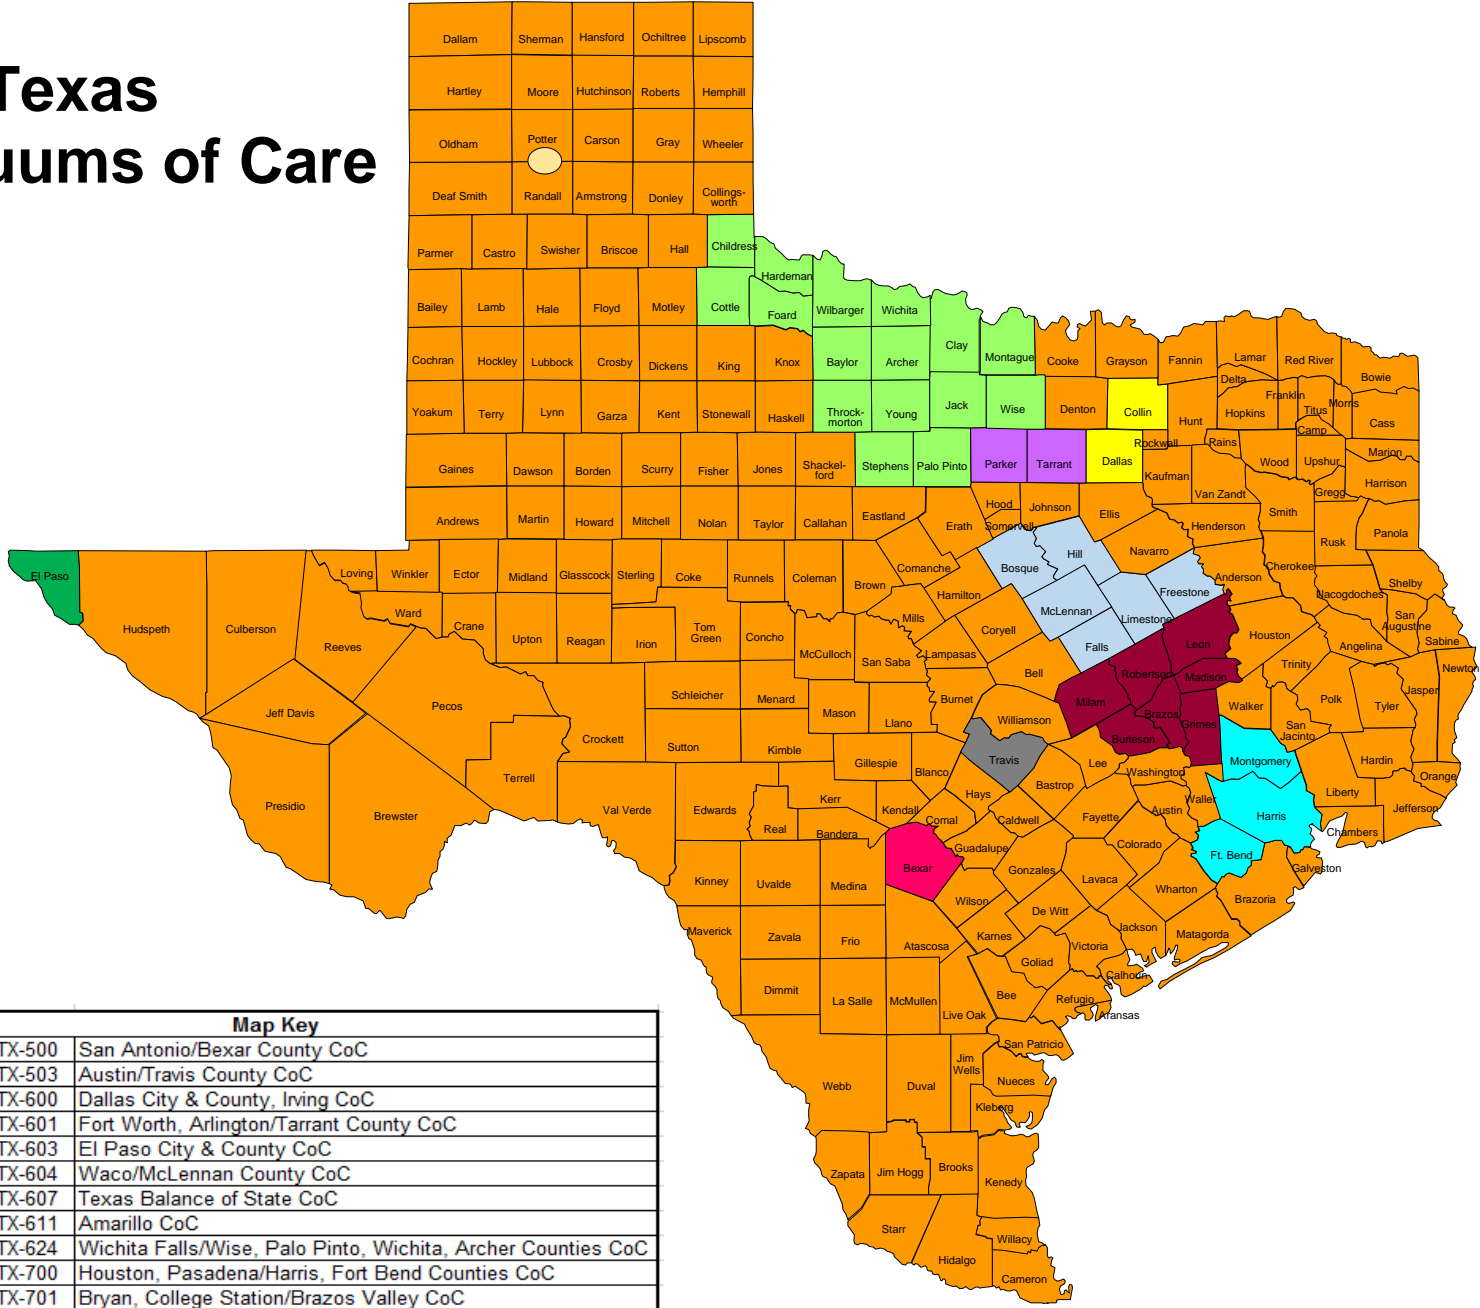 Texas
uums of Care
Dallam Sherman Hansford Ochiltree Lipscomb
Hartley Moore Hutchinson Roberts Hemphill
Oldham Potter Carson Gray Wheeler
Deaf Smith Randall Armstrong Donley Collings-
worth
Parmer Castro Swisher Briscoe Hall Childress
Hardeman
Bailey Lamb Hale Floyd Motley Cottle Foard Wilbarger Wichita
Clay Montague
Cochran Hockley Lubbock Crosby Dickens King Knox Baylor Archer Cooke Grayson Fannin Lamar Red River Bowie
Delta
Yoakum Terry Lynn Garza Kent Stonewall Haskell Throck-
morton Young Jack Wise Denton Collin Hunt Hopkins Franklin Titus Morris Cass
Camp
Gaines Dawson Borden Scurry Fisher Jones Shackel-
ford Stephens Palo Pinto Parker Tarrant Dallas Rockwall Rains Wood Upshur Marion
Kaufman Van Zandt Gregg Harrison
Andrews Martin Howard Mitchell Nolan Taylor Callahan Eastland Erath Hood Somervell Johnson Ellis Henderson Smith Rusk Panola
El Paso Hudspeth Culberson Loving Winkler Ector Midland Glasscock Sterling Coke Runnels Coleman Brown Comanche Bosque Hill Navarro Anderson Cherokee Shelby
Freestone Nacogdoches
Reeves Ward Crane Upton Reagan Irion Tom
Green Concho McCulloch San Saba Mills Hamilton Coryell McLennan Limestone Falls Leon Houston Angelina San
Augustine Sabine
Lampasas Bell Robertson Madison Trinity Newton
Jeff Davis Pecos Schleicher Menard Mason Llano Burnet Williamson Milam Brazos Grimes Walker Polk Tyler Jasper
San
Jacinto
Crockett Sutton Kimble Gillespie Blanco Travis Burleson Lee Washington Montgomery Hardin Orange
Presidio Brewster Terrell Val Verde Edwards Kerr Kendall Hays Bastrop Austin Waller Harris Liberty Jefferson
Real Bandera Comal Caldwell Fayette Chambers
Colorado
Kinney Uvalde Medina Bexar Guadalupe Gonzales Lavaca Wharton Ft. Bend Brazoria Galveston
Wilson
Maverick Zavala Frio Atascosa Karnes De Witt Victoria Jackson Matagorda
Goliad Calhoun
Dimmit La Salle McMullen Live Oak Bee Refugio Aransas
San Patricio
Webb Duval Jim
Wells Nueces
Kleberg
Zapata Jim Hogg Brooks Kenedy
Starr Hidalgo Willacy
Cameron
Map Key
TX-500 San Antonio/Bexar County CoC
TX-503 Austin/Travis County CoC
TX-600 Dallas City & County, Irving CoC
TX-601 Fort Worth, Arlington/Tarrant County CoC
TX-603 El Paso City & County CoC
TX-604 Waco/McLennan County CoC
TX-607 Texas Balance of State CoC
TX-611 Amarillo CoC
TX-624 Wichita Falls/Wise, Palo Pinto, Wichita, Archer Counties CoC
TX-700 Houston, Pasadena/Harris, Fort Bend Counties CoC
TX-701 Bryan, College Station/Brazos Valley CoC